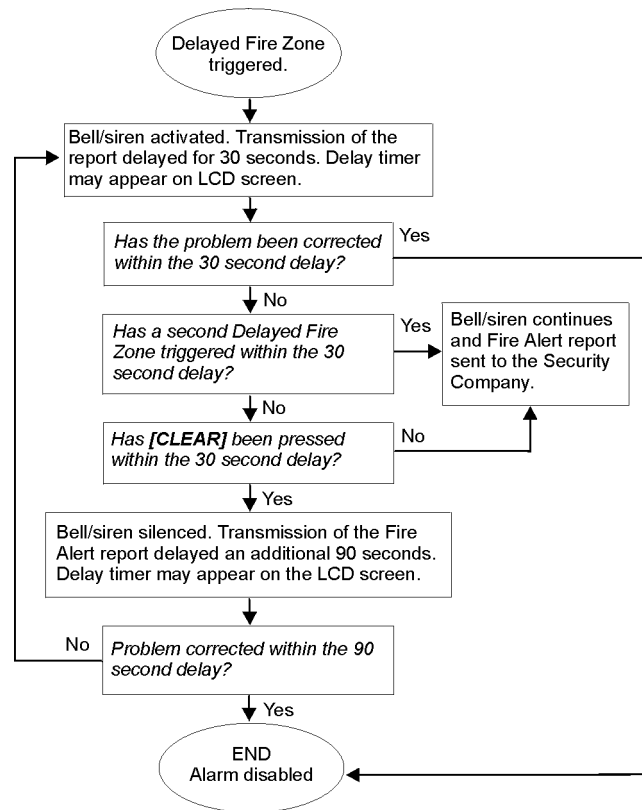 Delayed Fire Zone
triggered.
Bell/siren activated. Transmission of the
report delayed for 30 seconds. Delay timer
may appear on LCD screen.
Has the problem been corrected
within the 30 second delay?
Yes
No
Has a second Delayed Fire
Zone triggered within the 30
second delay?
Yes
Bell/siren continues
and Fire Alert report
sent to the Security
Company.
No
Has [CLEAR] been pressed
within the 30 second delay?
No
Yes
Bell/siren silenced. Transmission of the Fire
Alert report delayed an additional 90 seconds.
Delay timer may appear on the LCD screen.
No
Problem corrected within the 90
second delay?
Yes
END
Alarm disabled